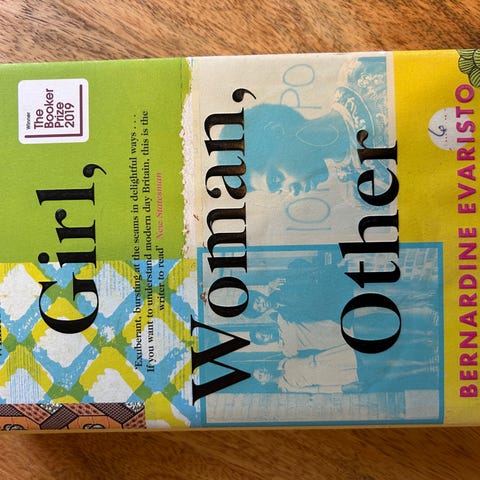 Winner
The
Booker
Prize
2019
Girl,
'Exuberant, bursting at the seams in delightful ways . . .
If you want to understand modern day Britain, this is the
writer to read' New Statesman
Woman,
Other
BERNARDINE EVARISTO